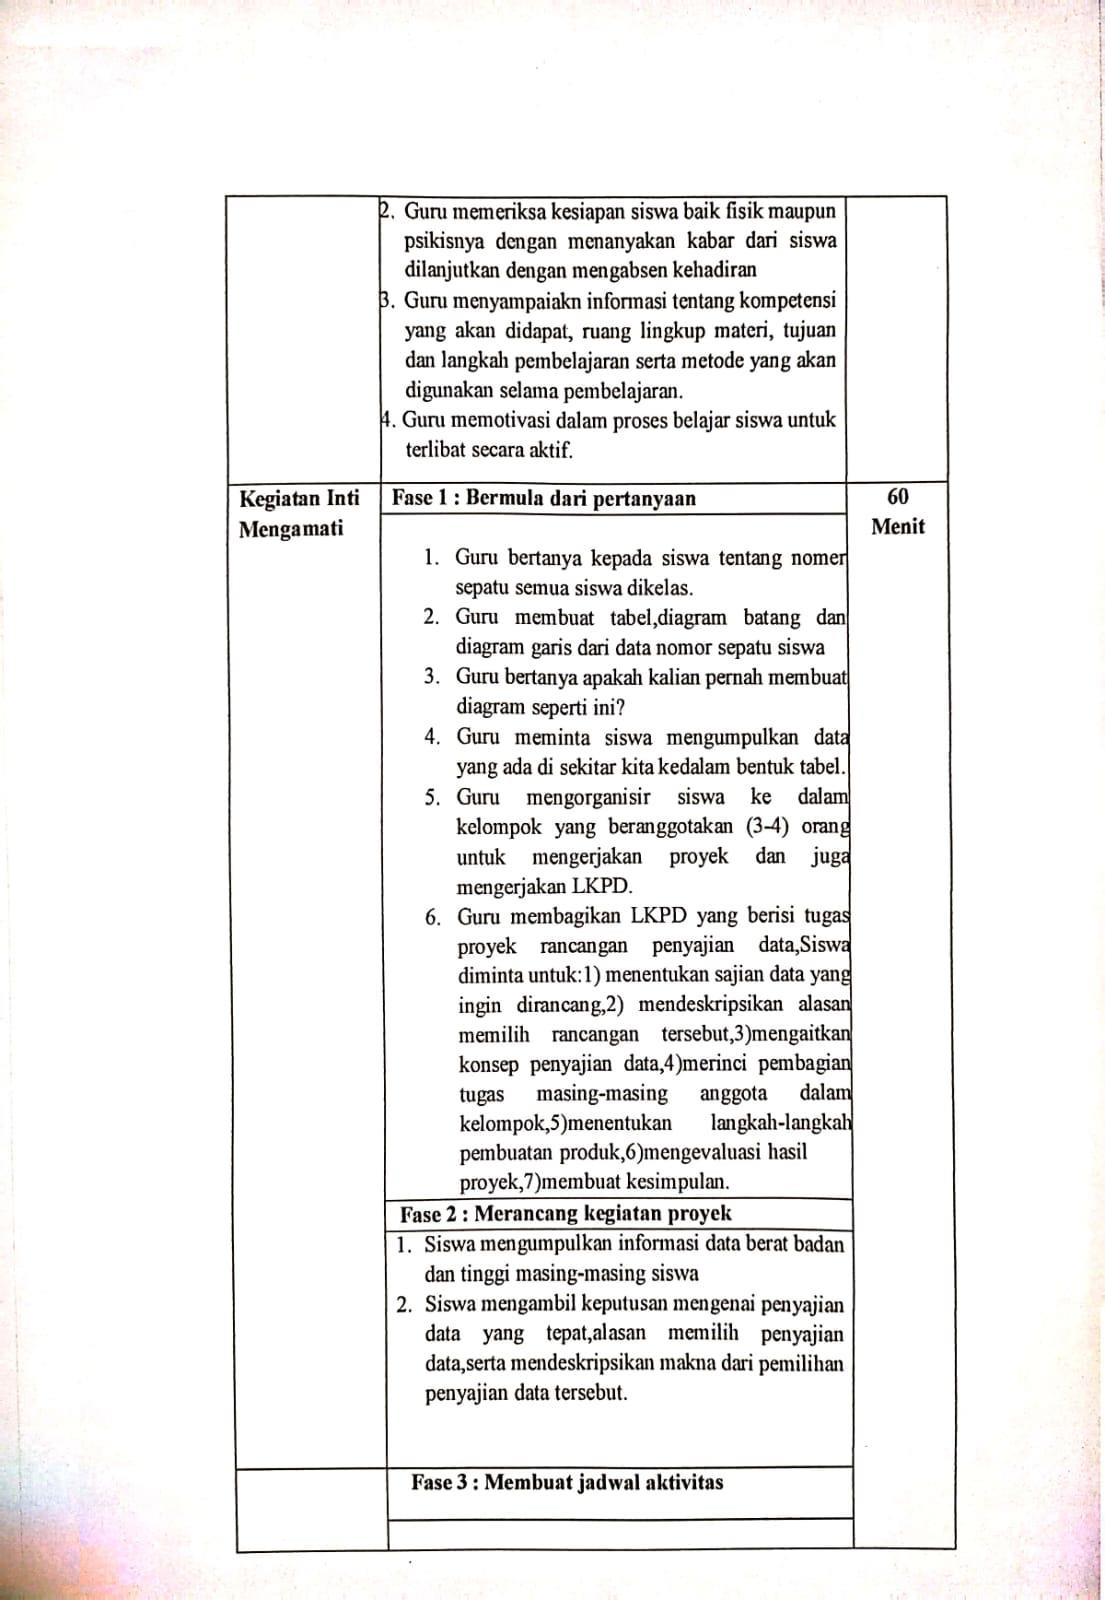 2. Guru memeriksa kesiapan siswa baik fisik maupun
psikisnya dengan menanyakan kabar dari siswa
dilanjutkan dengan mengabsen kehadiran
3. Guru menyampaiakn informasi tentang kompetensi
yang akan didapat, ruang lingkup materi, tujuan
dan langkah pembelajaran serta metode yang akan
digunakan selama pembelajaran.
4. Guru memotivasi dalam proses belajar siswa untuk
terlibat secara aktif.
Kegiatan Inti
Mengamati
Fase 1 : Bermula dari pertanyaan
60
Menit
1. Guru bertanya kepada siswa tentang nomer
sepatu semua siswa dikelas.
2. Guru membuat tabel,diagram batang dan
diagram garis dari data nomor sepatu siswa
3. Guru bertanya apakah kalian pernah membuat
diagram seperti ini?
4. Guru meminta siswa mengumpulkan data
yang ada di sekitar kita kedalam bentuk tabel.
5. Guru mengorganisir siswa ke dalam
kelompok yang beranggotakan (3-4) orang
untuk mengerjakan proyek dan juga
mengerjakan LKPD.
6. Guru membagikan LKPD yang berisi tugas
proyek rancangan penyajian data,Siswa
diminta untuk:1) menentukan sajian data yang
ingin dirancang,2) mendeskripsikan alasan
memilih rancangan tersebut,3)mengaitkan
konsep penyajian data,4)merinci pembagian
tugas masing-masing anggota dalam
kelompok,5)menentukan langkah-langkah
pembuatan produk,6)mengevaluasi hasil
proyek,7)membuat kesimpulan.
Fase 2 : Merancang kegiatan proyek
1. Siswa mengumpulkan informasi data berat badan
dan tinggi masing-masing siswa
2. Siswa mengambil keputusan mengenai penyajian
data yang tepat,alasan memilih penyajian
data,serta mendeskripsikan makna dari pemilihan
penyajian data tersebut.
Fase 3 : Membuat jadwal aktivitas